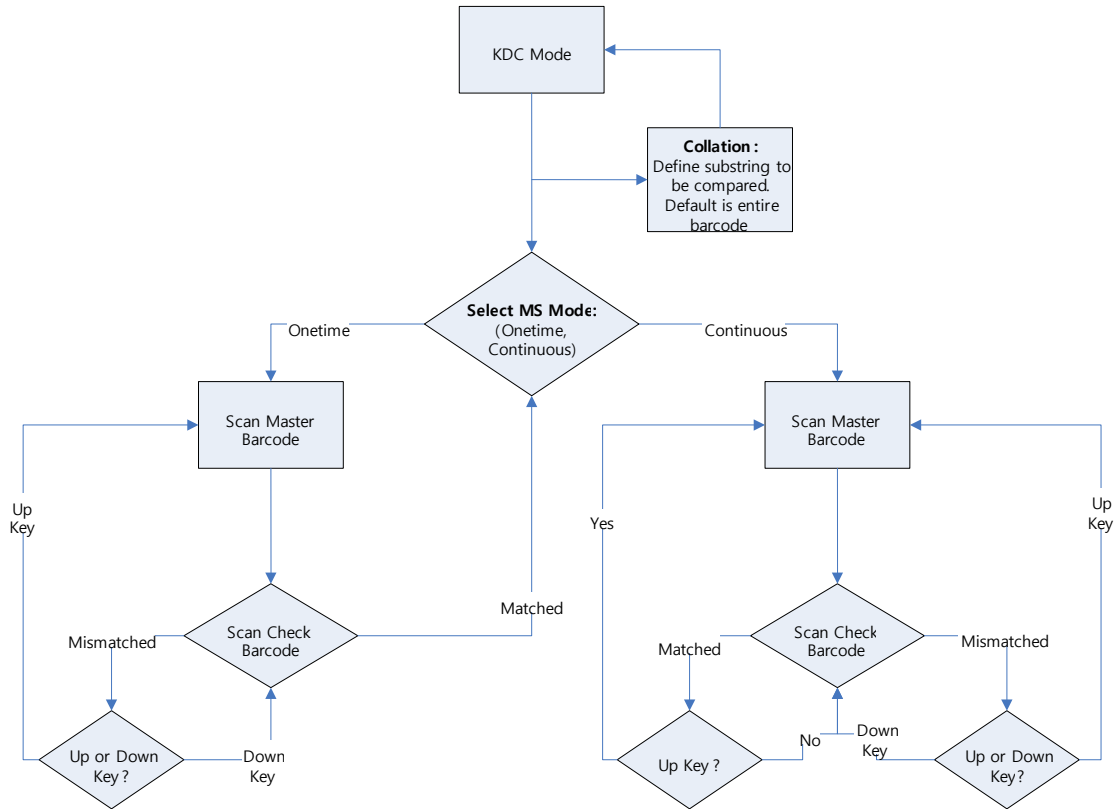 KDC Mode
Collation :
Define substring to
be compared.
Default is entire
barcode
Select MS Mode:
(Onetime,
Continuous)
Onetime
Continuous
Scan Master
Barcode
Scan Master
Barcode
Up
Key
Yes
Up
Key
Matched
Scan Check
Barcode
Mismatched
Scan Check
Barcode
Matched
Mismatched
Up or Down
Key ?
Down
Key
Up Key ?
No
Down
Key
Up or Down
Key?